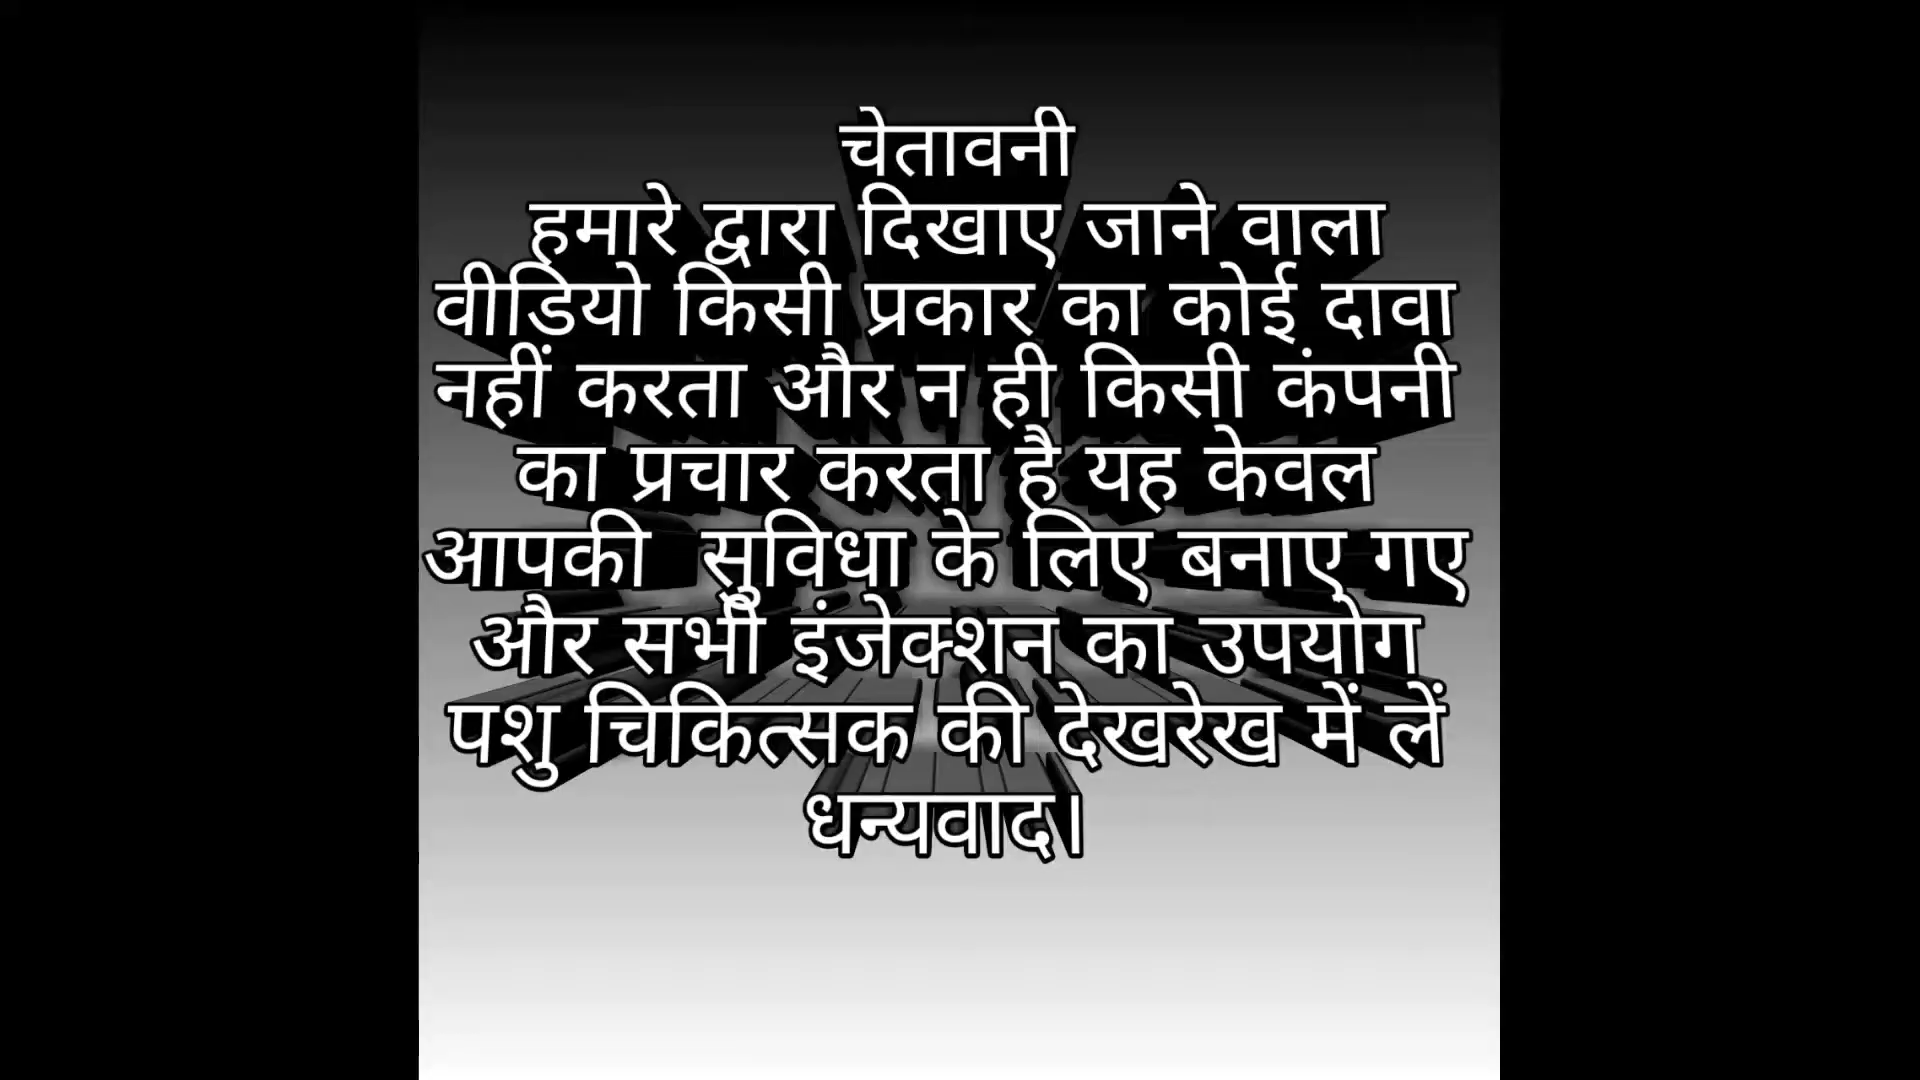 चेतावनी
हमारे द्वारा दिखाए जाने वाला
वीडियो किसी प्रकार का कोई दावा
नहीं करता और न ही किसी कंपनी
का प्रचार करता है यह केवल
आपकी  सुविधा के लिए बनाए गए
और सभी इंजेक्शन का उपयोग
पशु चिकित्सक की देखरेख में लें
धन्यवाद।